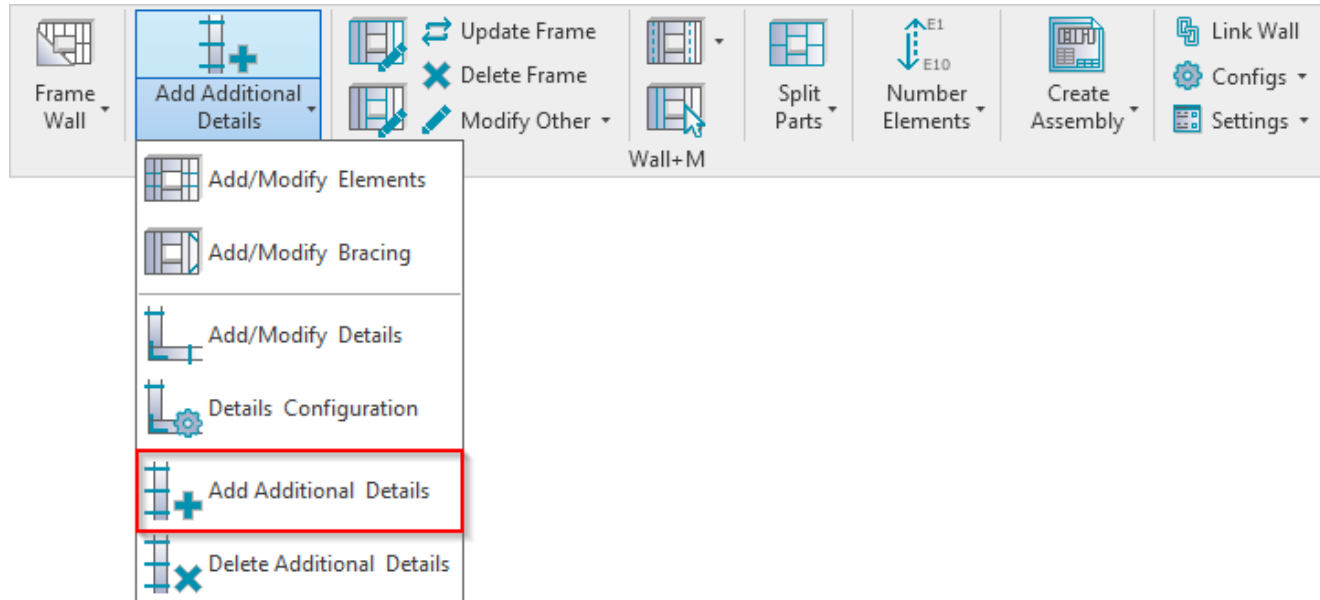 Frame
Wall
Add Additional
Details
Update Frame
Delete Frame
Modify Other
Split
Parts
E1
E10
Number
Elements
Create
Assembly
Link Wall
Configs
Settings
Wall+M
Add/Modify Elements
Add/Modify Bracing
Add/Modify Details
Details Configuration
Add Additional Details
Delete Additional Details